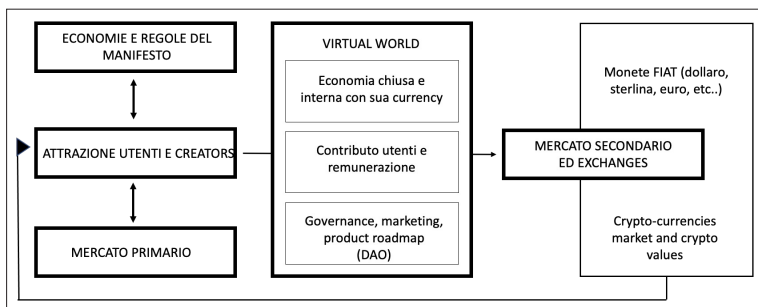 ECONOMIE E REGOLE DEL
MANIFESTO
ATTRAZIONE UTENTI E CREATORS
MERCATO PRIMARIO
VIRTUAL WORLD
Economia chiusa e
interna con sua currency
Contributo utenti e
remunerazione
Governance, marketing,
product roadmap
(DAO)
Monete FIAT (dollaro,
sterlina, euro, etc..)
MERCATO SECONDARIO
ED EXCHANGES
Crypto-currencies
market and crypto
values